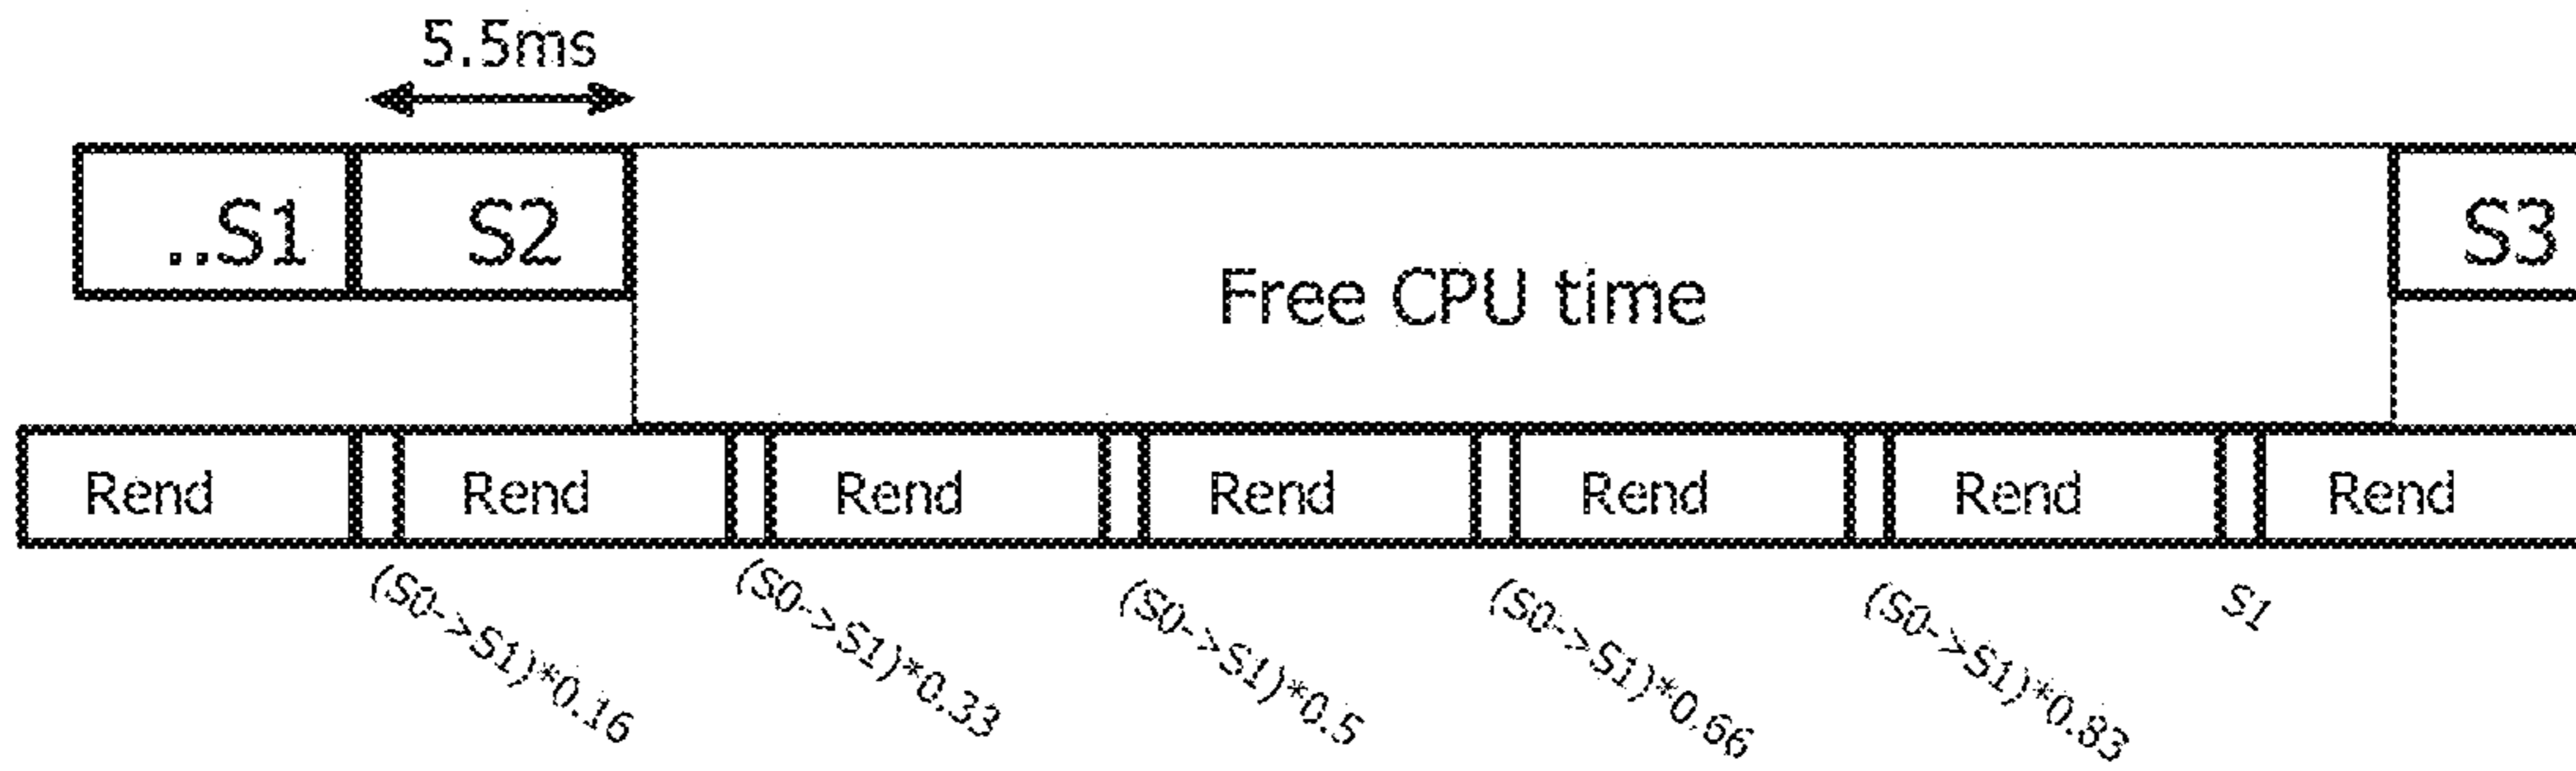 5.5ms
..S1 S2 S3
Free CPU time
Rend Rend Rend Rend Rend Rend Rend
(S0->S1)*0.16
(S0->S1)*0.33
(S0->S1)*0.5
(S0->S1)*0.66
(S0->S1)*0.83
S1